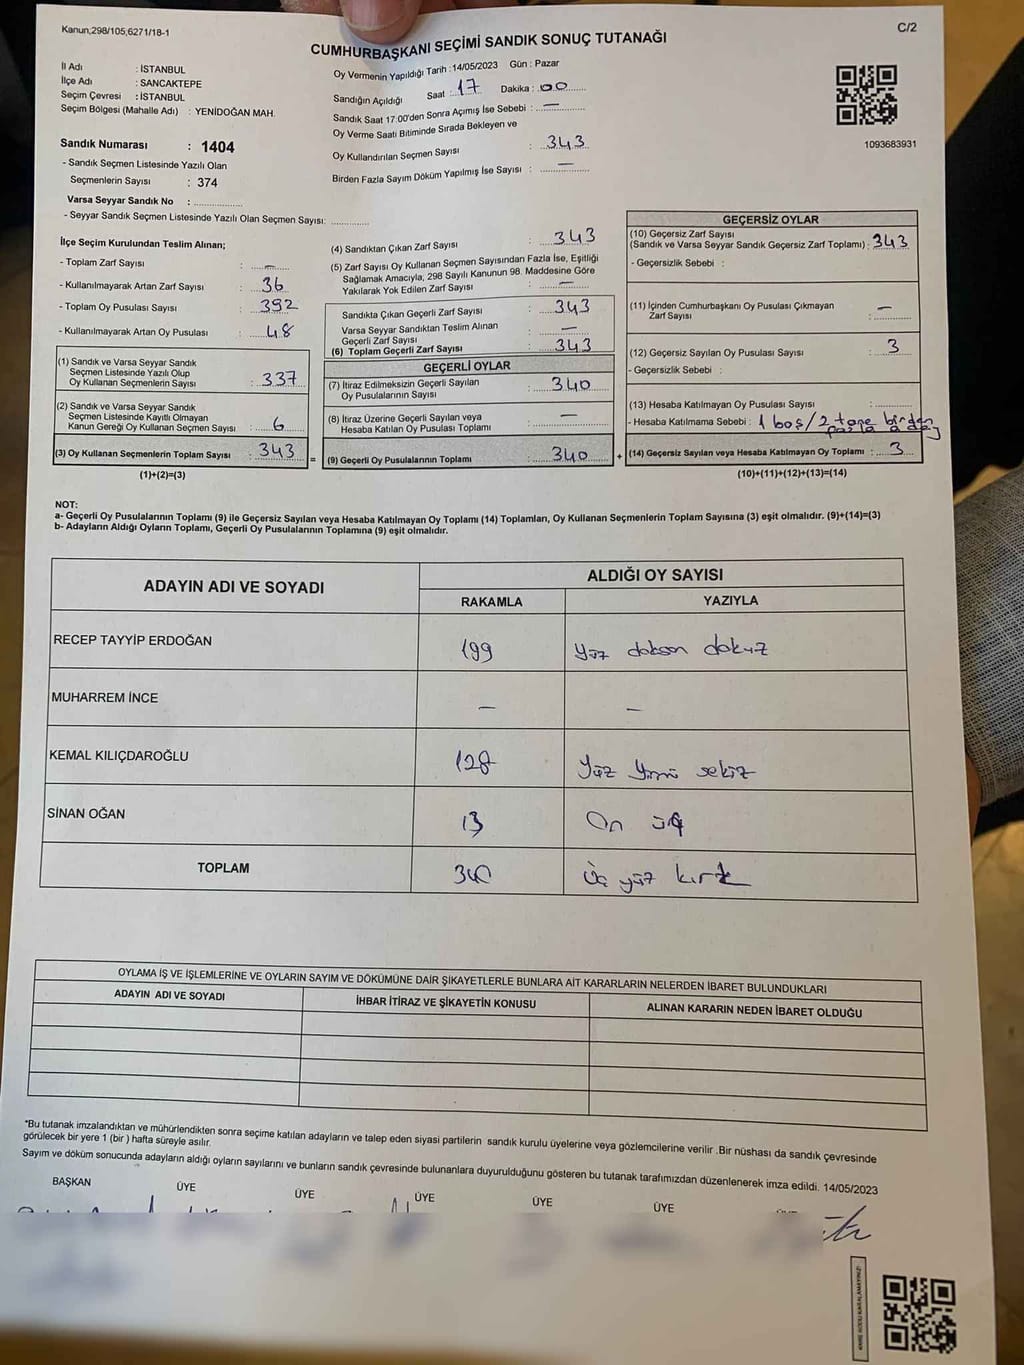 Kanun,298/105,6271/18-1
C/2
CUMHURBAŞKANI SEÇİMİ SANDIK SONUÇ TUTANAĞI
İl Adı : İSTANBUL
İlçe Adı : SANCAKTEPE
Seçim Çevresi : İSTANBUL
Seçim Bölgesi (Mahalle Adı) : YENİDOĞAN MAH.
Sandık Numarası : 1404
- Sandık Seçmen Listesinde Yazılı Olan
Seçmenlerin Sayısı : 374
Varsa Seyyar Sandık No :
- Seyyar Sandık Seçmen Listesinde Yazılı Olan Seçmen Sayısı:
Oy Vermenin Yapıldığı Tarih :14/05/2023 Gün : Pazar
Sandığın Açıldığı Saat : 17 Dakika : 00
Sandık Saat 17:00'den Sonra Açımış İse Sebebi : —
Oy Verme Saati Bitiminde Sırada Bekleyen ve
Oy Kullandırılan Seçmen Sayısı : 343
Birden Fazla Sayım Döküm Yapılmış İse Sayısı : —
1093683931
İlçe Seçim Kurulundan Teslim Alınan;
- Toplam Zarf Sayısı : —
- Kullanılmayarak Artan Zarf Sayısı : 36
- Toplam Oy Pusulası Sayısı : 392
- Kullanılmayarak Artan Oy Pusulası : 48
(1) Sandık ve Varsa Seyyar Sandık
Seçmen Listesinde Yazılı Olup
Oy Kullanan Seçmenlerin Sayısı : 337
(2) Sandık ve Varsa Seyyar Sandık
Seçmen Listesinde Kayıtlı Olmayan
Kanun Gereği Oy Kullanan Seçmen Sayısı : 6
(3) Oy Kullanan Seçmenlerin Toplam Sayısı : 343 =
(1)+(2)=(3)
(4) Sandıktan Çıkan Zarf Sayısı : 343
(5) Zarf Sayısı Oy Kullanan Seçmen Sayısından Fazla İse, Eşitliği
Sağlamak Amacıyla, 298 Sayılı Kanunun 98. Maddesine Göre
Yakılarak Yok Edilen Zarf Sayısı : —
Sandıkta Çıkan Geçerli Zarf Sayısı : 343
Varsa Seyyar Sandıktan Teslim Alınan
Geçerli Zarf Sayısı : —
(6) Toplam Geçerli Zarf Sayısı : 343
GEÇERLİ OYLAR
(7) İtiraz Edilmeksizin Geçerli Sayılan
Oy Pusulalarının Sayısı : 340
(8) İtiraz Üzerine Geçerli Sayılan veya
Hesaba Katılan Oy Pusulası Toplamı : —
(9) Geçerli Oy Pusulalarının Toplamı : 340 +
GEÇERSİZ OYLAR
(10) Geçersiz Zarf Sayısı
(Sandık ve Varsa Seyyar Sandık Geçersiz Zarf Toplamı) : 343
- Geçersizlik Sebebi :
(11) İçinden Cumhurbaşkanı Oy Pusulası Çıkmayan
Zarf Sayısı : —
(12) Geçersiz Sayılan Oy Pusulası Sayısı : 3
- Geçersizlik Sebebi :
(13) Hesaba Katılmayan Oy Pusulası Sayısı :
- Hesaba Katılmama Sebebi : 1 boş/2 tane birden
fazla aday
(14) Geçersiz Sayılan veya Hesaba Katılmayan Oy Toplamı : 3
(10)+(11)+(12)+(13)=(14)
NOT:
a- Geçerli Oy Pusulalarının Toplamı (9) ile Geçersiz Sayılan veya Hesaba Katılmayan Oy Toplamı (14) Toplamları, Oy Kullanan Seçmenlerin Toplam Sayısına (3) eşit olmalıdır. (9)+(14)=(3)
b- Adayların Aldığı Oyların Toplamı, Geçerli Oy Pusulalarının Toplamına (9) eşit olmalıdır.
ADAYIN ADI VE SOYADI ALDIĞI OY SAYISI
RAKAMLA YAZIYLA
RECEP TAYYİP ERDOĞAN 199 Yüz doksan dokuz
MUHARREM İNCE — —
KEMAL KILIÇDAROĞLU 128 Yüz Yirmi sekiz
SİNAN OĞAN 13 On üç
TOPLAM 340 Üç yüz kırk
OYLAMA İŞ VE İŞLEMLERİNE VE OYLARIN SAYIM VE DÖKÜMÜNE DAİR ŞİKAYETLERLE BUNLARA AİT KARARLARIN NELERDEN İBARET BULUNDUKLARI
ADAYIN ADI VE SOYADI İHBAR İTİRAZ VE ŞİKAYETİN KONUSU ALINAN KARARIN NEDEN İBARET OLDUĞU
*Bu tutanak imzalandıktan ve mühürlendikten sonra seçime katılan adayların ve talep eden siyasi partilerin sandık kurulu üyelerine veya gözlemcilerine verilir .Bir nüshası da sandık çevresinde
görülecek bir yere 1 (bir ) hafta süreyle asılır.
Sayım ve döküm sonucunda adayların aldığı oyların sayılarını ve bunların sandık çevresinde bulunanlara duyurulduğunu gösteren bu tutanak tarafımızdan düzenlenerek imza edildi. 14/05/2023
BAŞKAN ÜYE ÜYE ÜYE ÜYE ÜYE